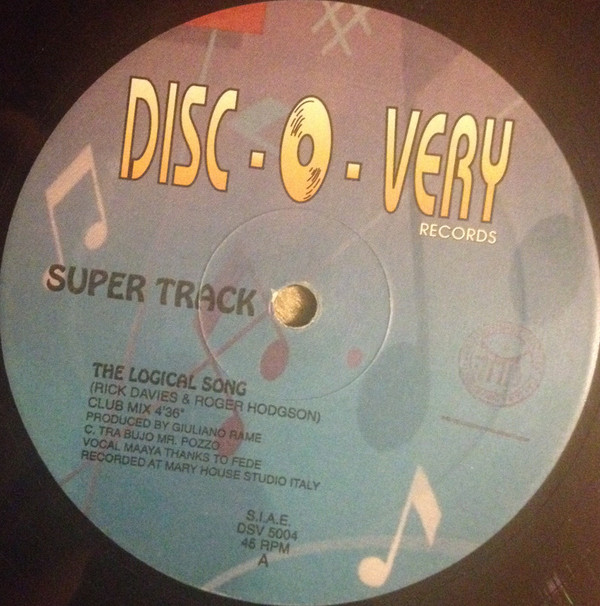 DISC-O-VERY
RECORDS
SUPER TRACK
THE LOGICAL SONG
(RICK DAVIES & ROGER HODGSON)
CLUB MIX 4'36"
PRODUCED BY GIULIANO RAME
C. TRA BUJO MR. POZZO
VOCAL MAAYA THANKS TO FEDE
RECORDED AT MARY HOUSE STUDIO ITALY
S.I.A.E.
DSV 5004
45 RPM
A